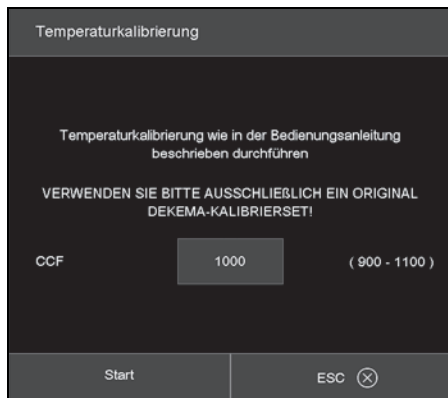 Temperaturkalibrierung
Temperaturkalibrierung wie in der Bedienungsanleitung
beschrieben durchführen
VERWENDEN SIE BITTE AUSSCHLIEßLICH EIN ORIGINAL
DEKEMA-KALIBRIERSET!
CCF 1000 ( 900 - 1100 )
Start ESC